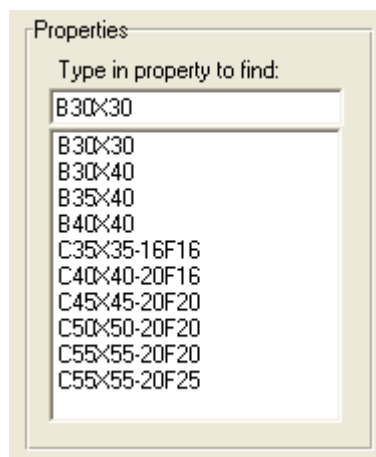 Properties
Type in property to find:
B30X30
B30X30
B30X40
B35X40
B40X40
C35X35-16F16
C40X40-20F16
C45X45-20F20
C50X50-20F20
C55X55-20F20
C55X55-20F25